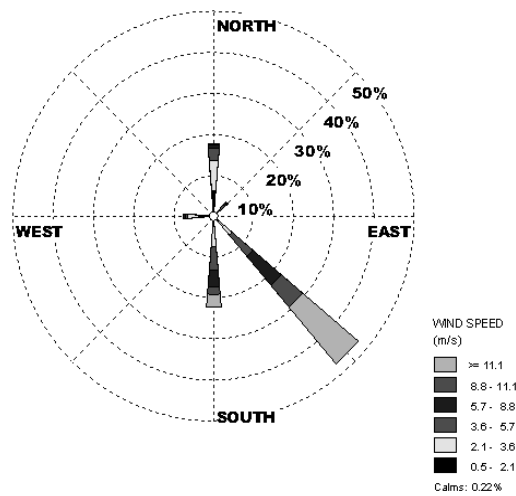 NORTH
50%
40%
30%
20%
10%
WEST
EAST
SOUTH
WIND SPEED
(m/s)
>= 11.1
8.8 - 11.1
5.7 - 8.8
3.6 - 5.7
2.1 - 3.6
0.5 - 2.1
Calms: 0.22%